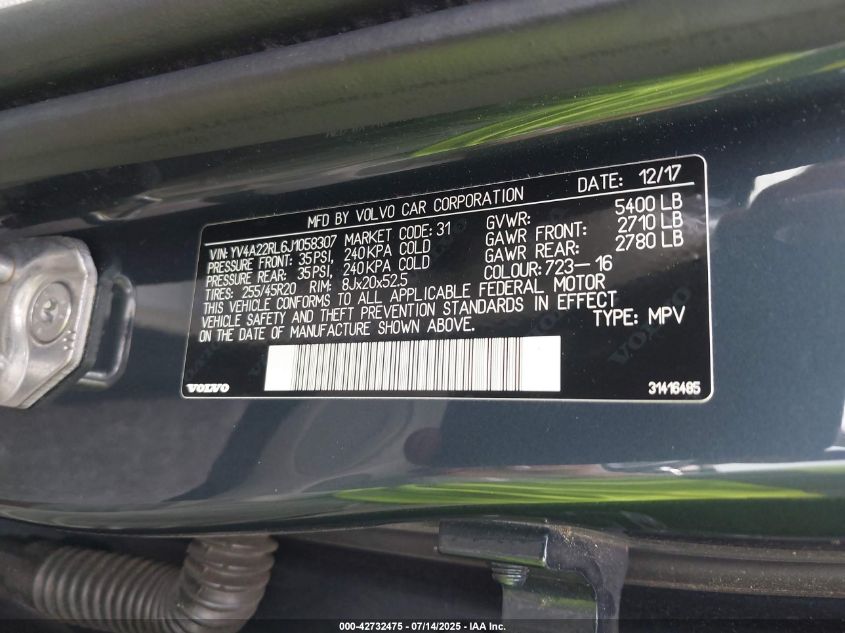 MFD BY VOLVO CAR CORPORATION DATE: 12/17
VIN: YV4A22RL6J1058307 MARKET CODE: 31 GVWR: 5400 LB
PRESSURE FRONT: 35PSI, 240KPA COLD GAWR FRONT: 2710 LB
PRESSURE REAR: 35PSI, 240KPA COLD GAWR REAR: 2780 LB
TIRES: 255/45R20 RIM: 8Jx20x52.5 COLOUR: 723-16
THIS VEHICLE CONFORMS TO ALL APPLICABLE FEDERAL MOTOR
VEHICLE SAFETY AND THEFT PREVENTION STANDARDS IN EFFECT
ON THE DATE OF MANUFACTURE SHOWN ABOVE. TYPE: MPV
VOLVO 31416485
000-42732475 - 07/14/2025 - IAA Inc.